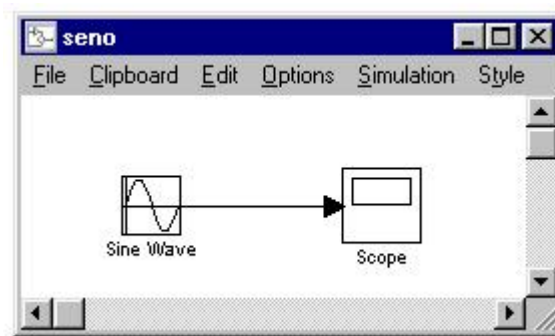 seno
File Clipboard Edit Options Simulation Style
Sine Wave
Scope